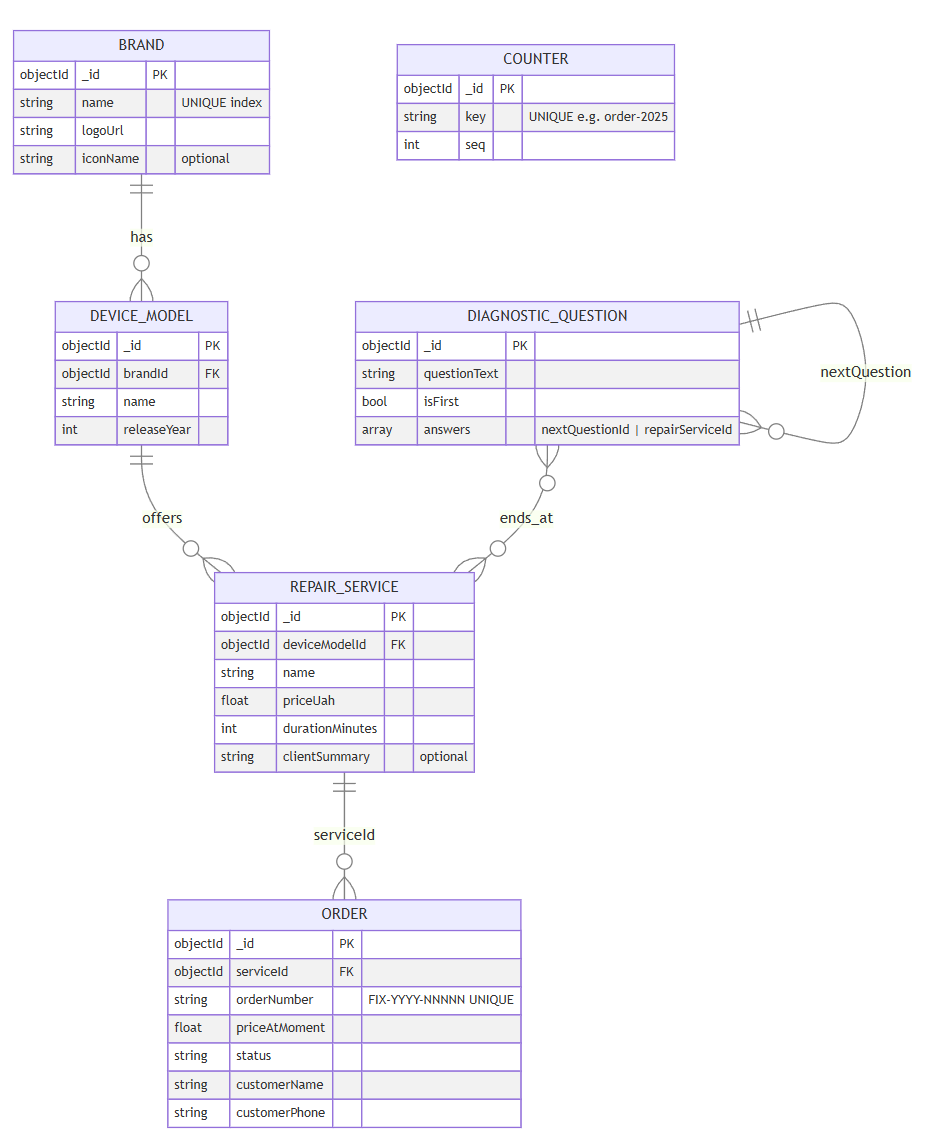 BRAND
objectId _id PK
string name UNIQUE index
string logoUrl
string iconName optional
COUNTER
objectId _id PK
string key UNIQUE e.g. order-2025
int seq
has
DEVICE_MODEL
objectId _id PK
objectId brandId FK
string name
int releaseYear
DIAGNOSTIC_QUESTION
objectId _id PK
string questionText
bool isFirst
array answers nextQuestionId | repairServiceId
nextQuestion
offers
ends_at
REPAIR_SERVICE
objectId _id PK
objectId deviceModelId FK
string name
float priceUah
int durationMinutes
string clientSummary optional
serviceId
ORDER
objectId _id PK
objectId serviceId FK
string orderNumber FIX-YYYY-NNNNN UNIQUE
float priceAtMoment
string status
string customerName
string customerPhone